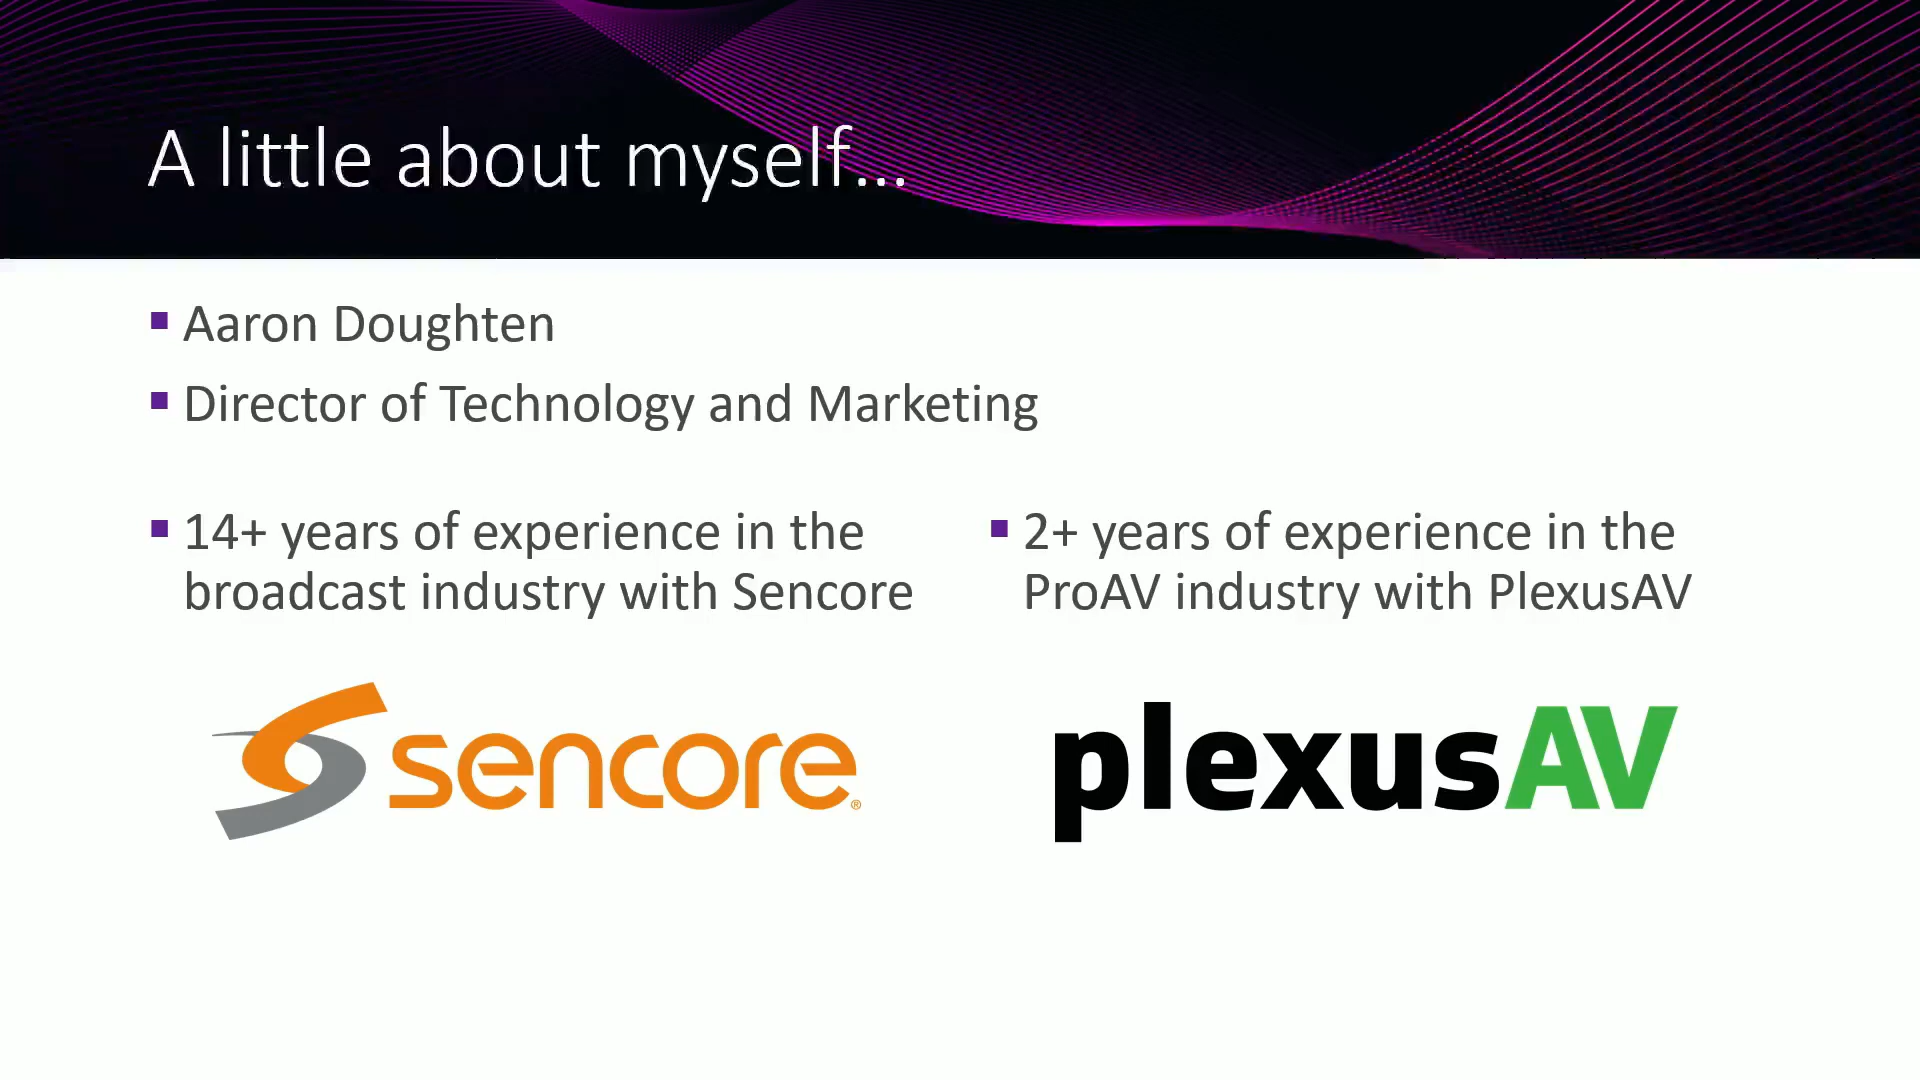 A little about myself...
▪ Aaron Doughten
▪ Director of Technology and Marketing
▪ 14+ years of experience in the
broadcast industry with Sencore
▪ 2+ years of experience in the
ProAV industry with PlexusAV
sencore®
plexusAV